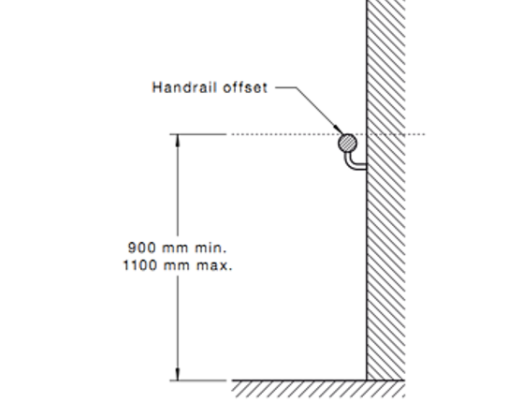 Handrail offset
900 mm min.
1100 mm max.